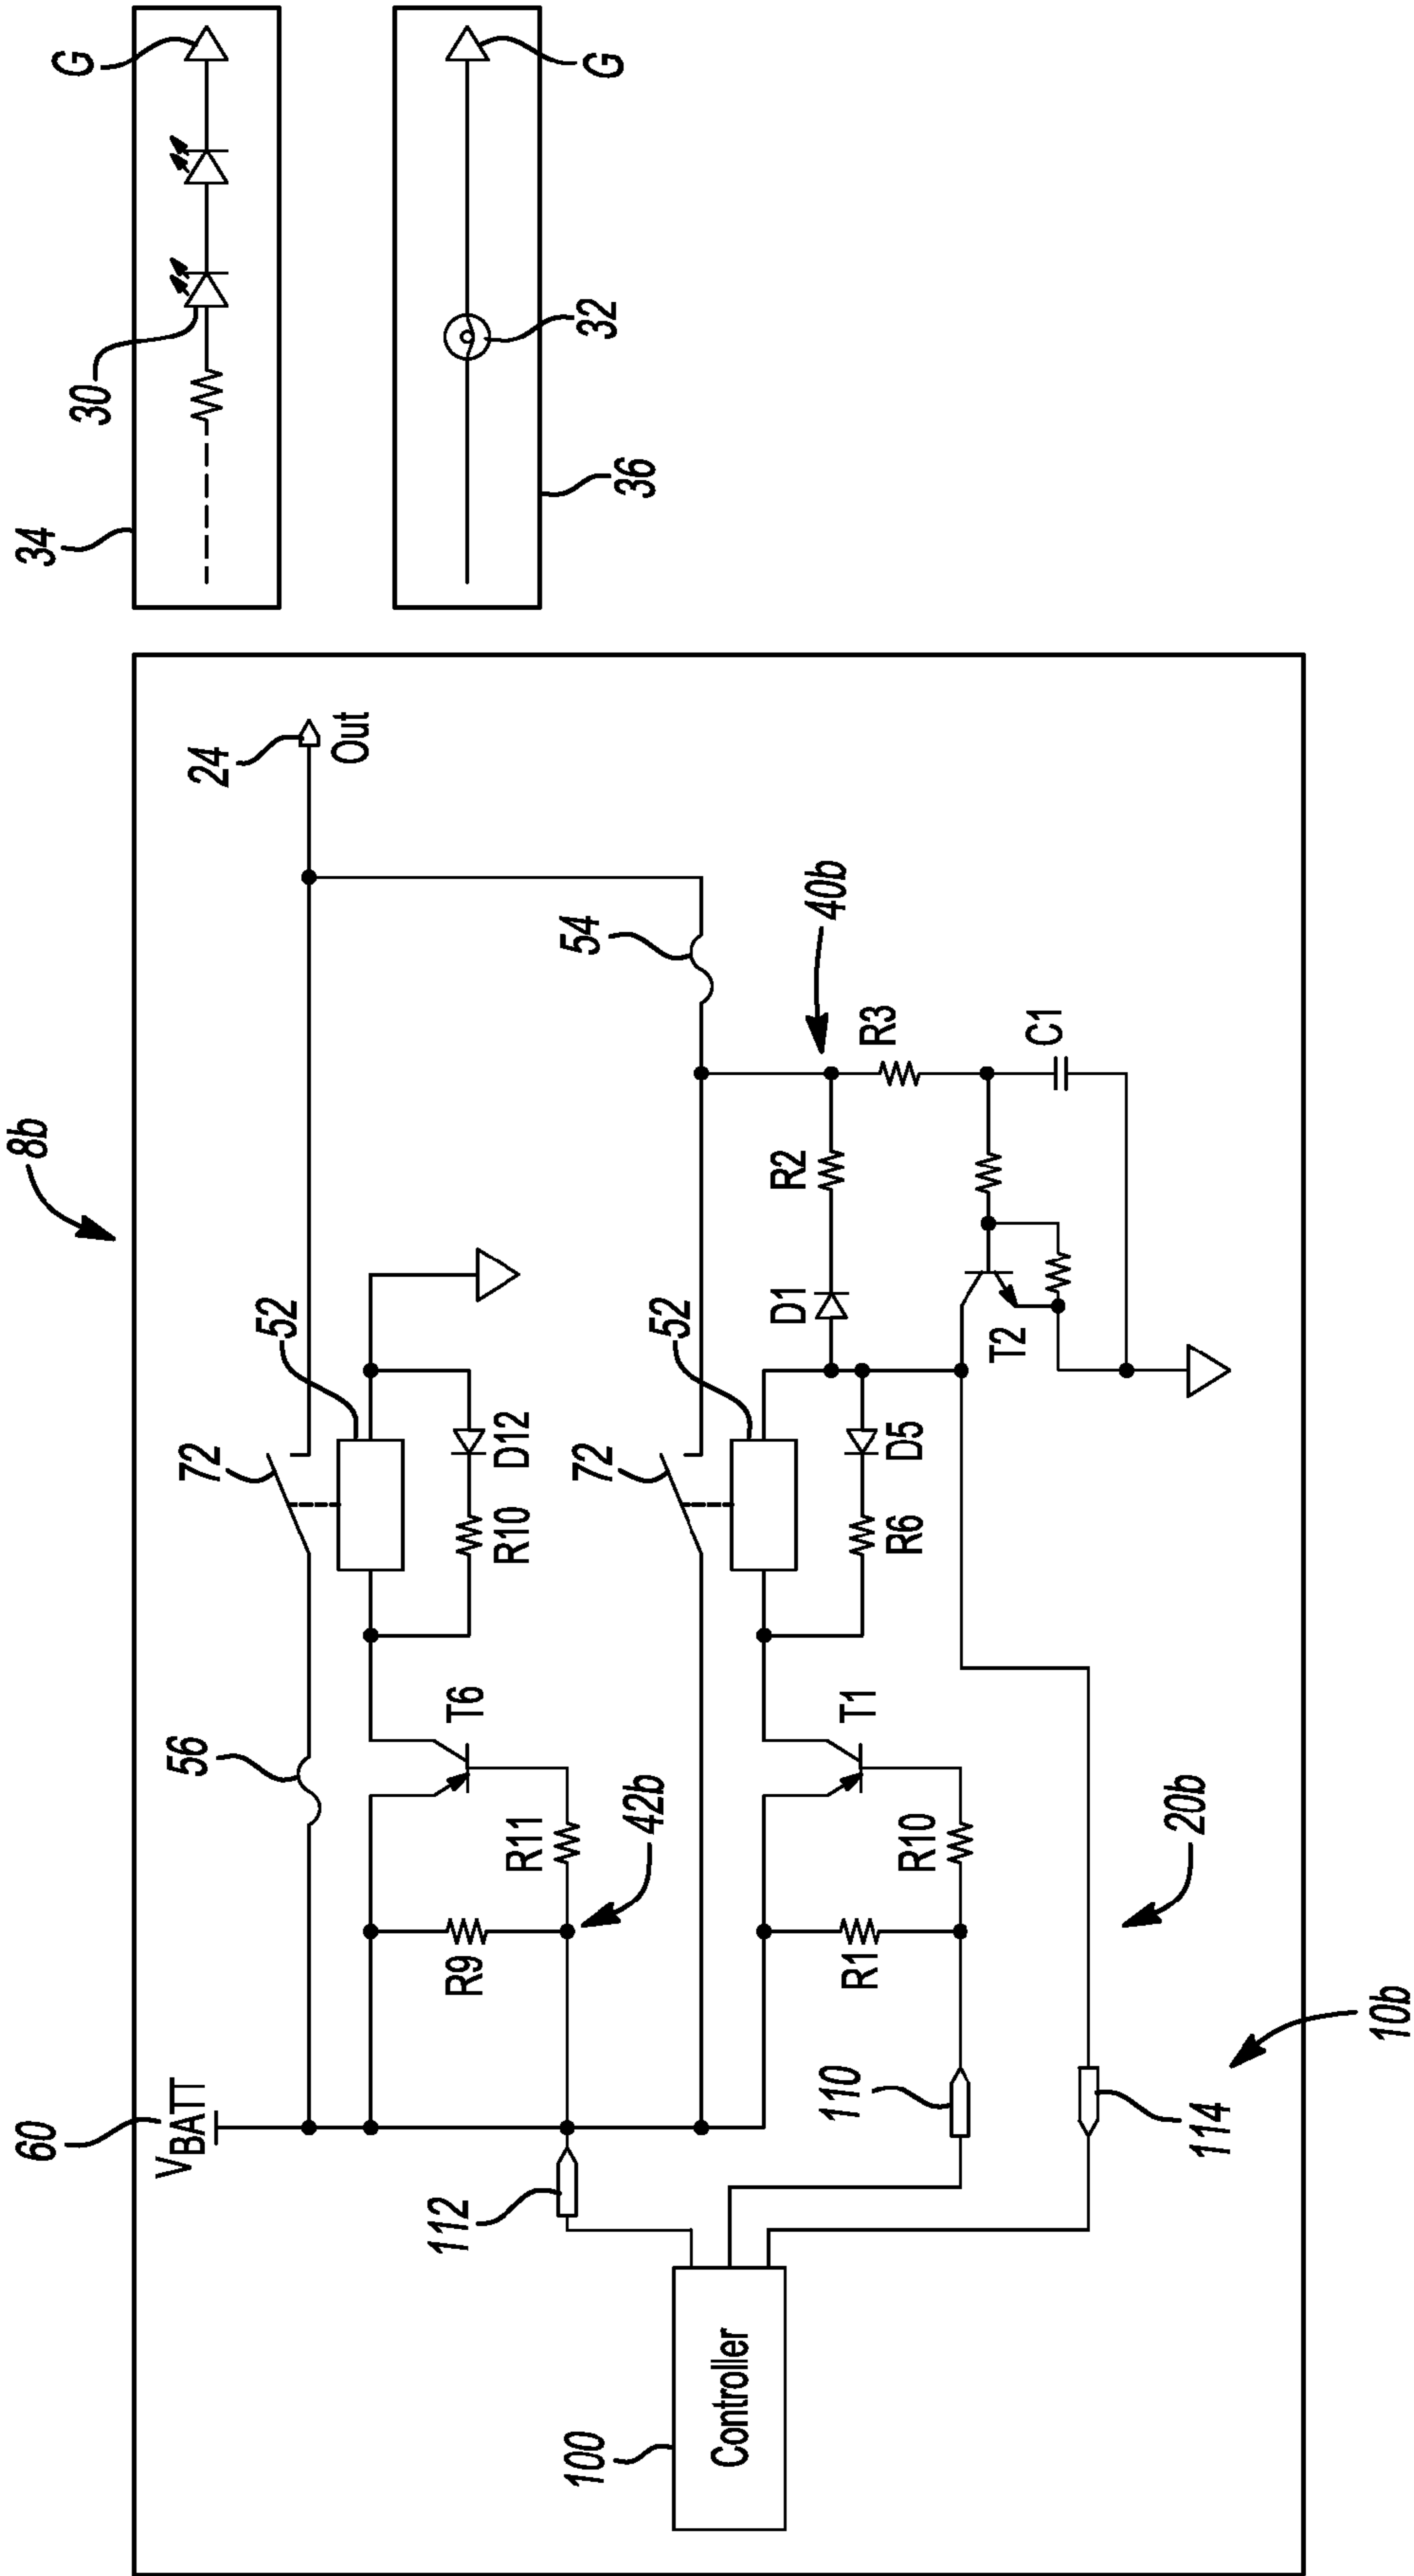 8b
34
30
G
36
32
G
60
VBATT
56
72
52
24
Out
T6
R10
D12
R9
R11
42b
54
72
52
40b
112
T1
R6
D5
D1
R2
R3
C1
T2
R1
R10
100
Controller
110
20b
114
10b